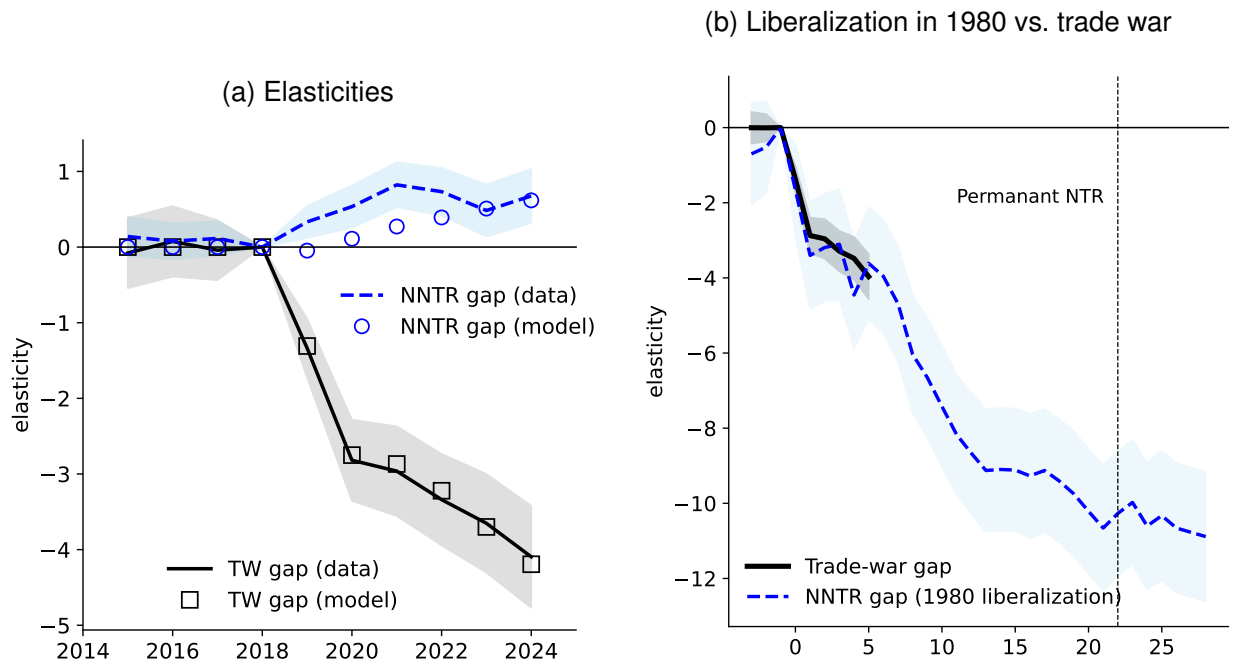 (a) Elasticities
elasticity
1
0
−1
−2
−3
−4
−5
2014 2016 2018 2020 2022 2024
NNTR gap (data)
NNTR gap (model)
TW gap (data)
TW gap (model)
(b) Liberalization in 1980 vs. trade war
elasticity
0
−2
−4
−6
−8
−10
−12
0 5 10 15 20 25
Permanant NTR
Trade-war gap
NNTR gap (1980 liberalization)